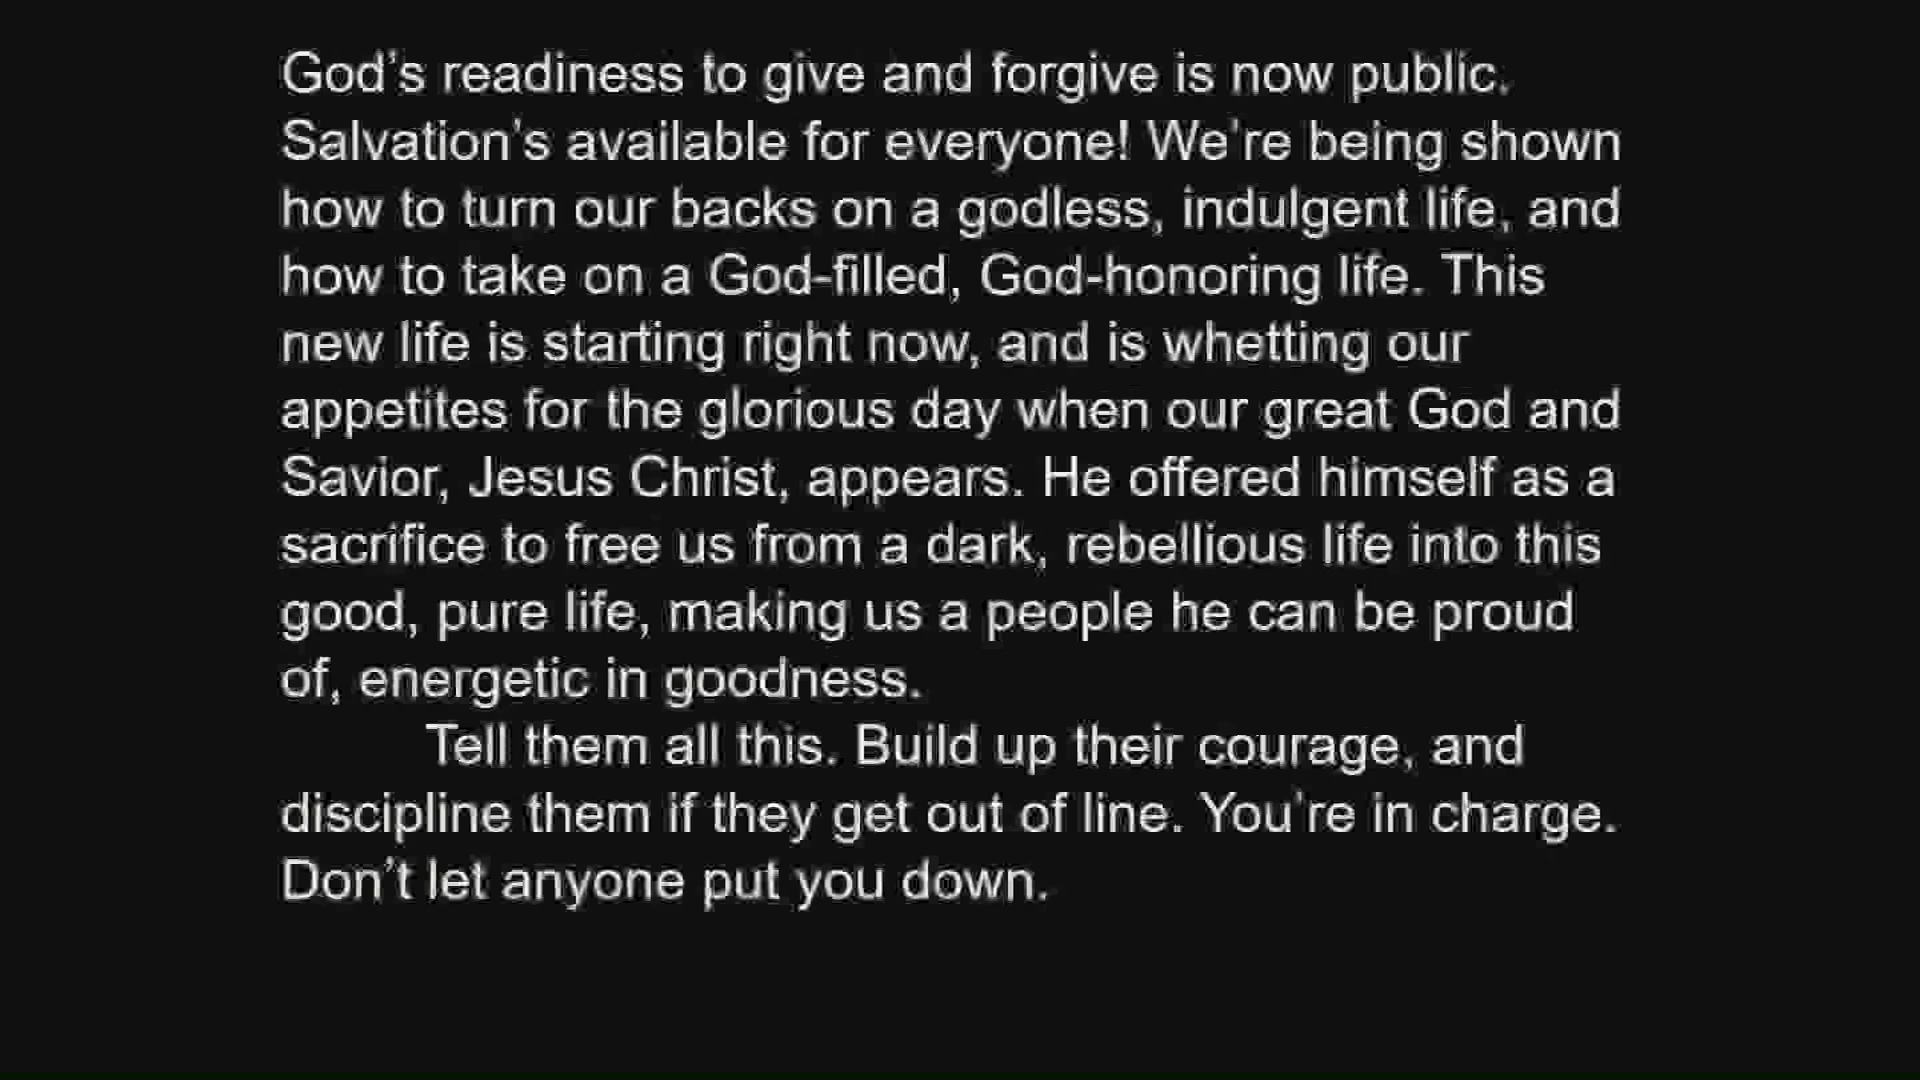 God’s readiness to give and forgive is now public.
Salvation’s available for everyone! We’re being shown
how to turn our backs on a godless, indulgent life, and
how to take on a God-filled, God-honoring life. This
new life is starting right now, and is whetting our
appetites for the glorious day when our great God and
Savior, Jesus Christ, appears. He offered himself as a
sacrifice to free us from a dark, rebellious life into this
good, pure life, making us a people he can be proud
of, energetic in goodness.
Tell them all this. Build up their courage, and
discipline them if they get out of line. You’re in charge.
Don’t let anyone put you down.